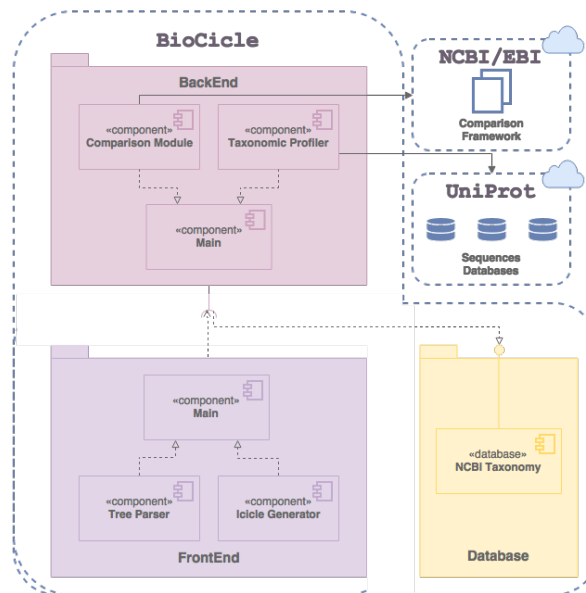 BioCicle
BackEnd
«component»
Comparison Module
«component»
Taxonomic Profiler
«component»
Main
NCBI/EBI
Comparison
Framework
UniProt
Sequences
Databases
«component»
Main
«component»
Tree Parser
«component»
Icicle Generator
FrontEnd
«database»
NCBI Taxonomy
Database